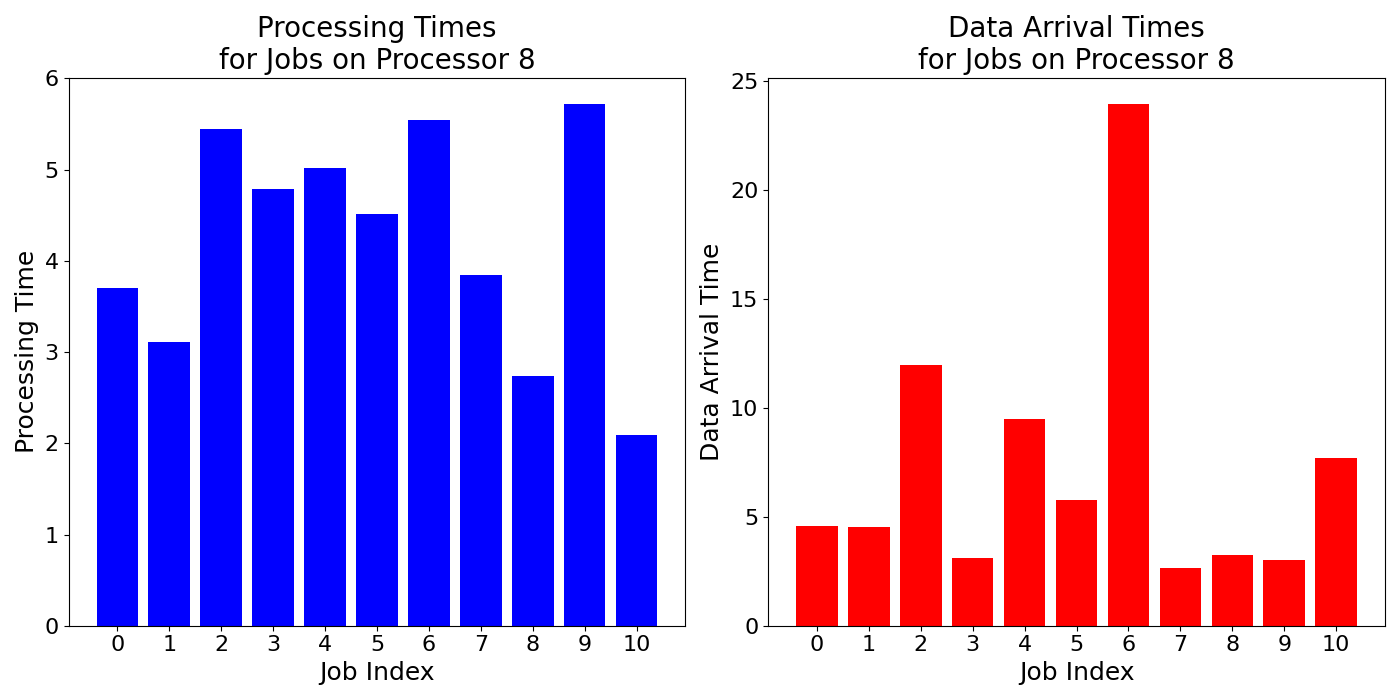 Processing Times
for Jobs on Processor 8
6
5
4
3
2
1
0
Processing Time
0 1 2 3 4 5 6 7 8 9 10
Job Index
Data Arrival Times
for Jobs on Processor 8
25
20
15
10
5
0
Data Arrival Time
0 1 2 3 4 5 6 7 8 9 10
Job Index